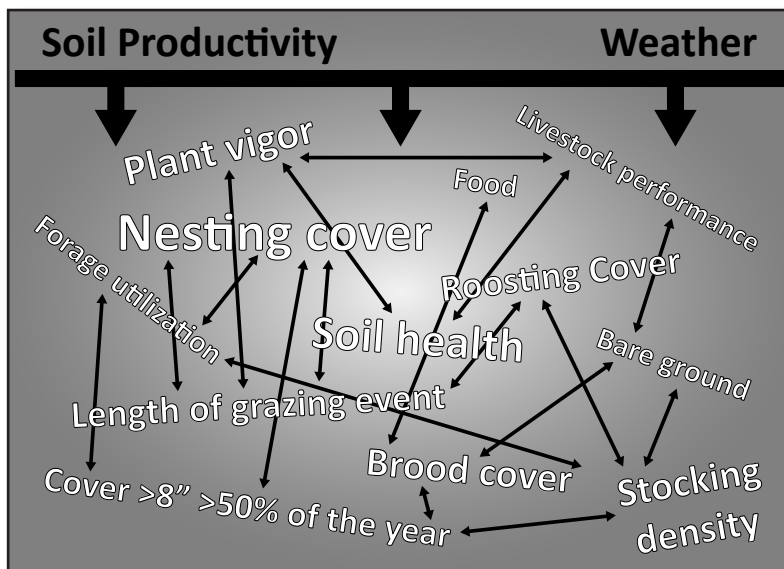 Soil Productivity
Weather
Plant vigor
Livestock performance
Food
Nesting cover
Forage utilization
Roosting Cover
Soil health
Bare ground
Length of grazing event
Brood cover
Cover >8” >50% of the year
Stocking
density